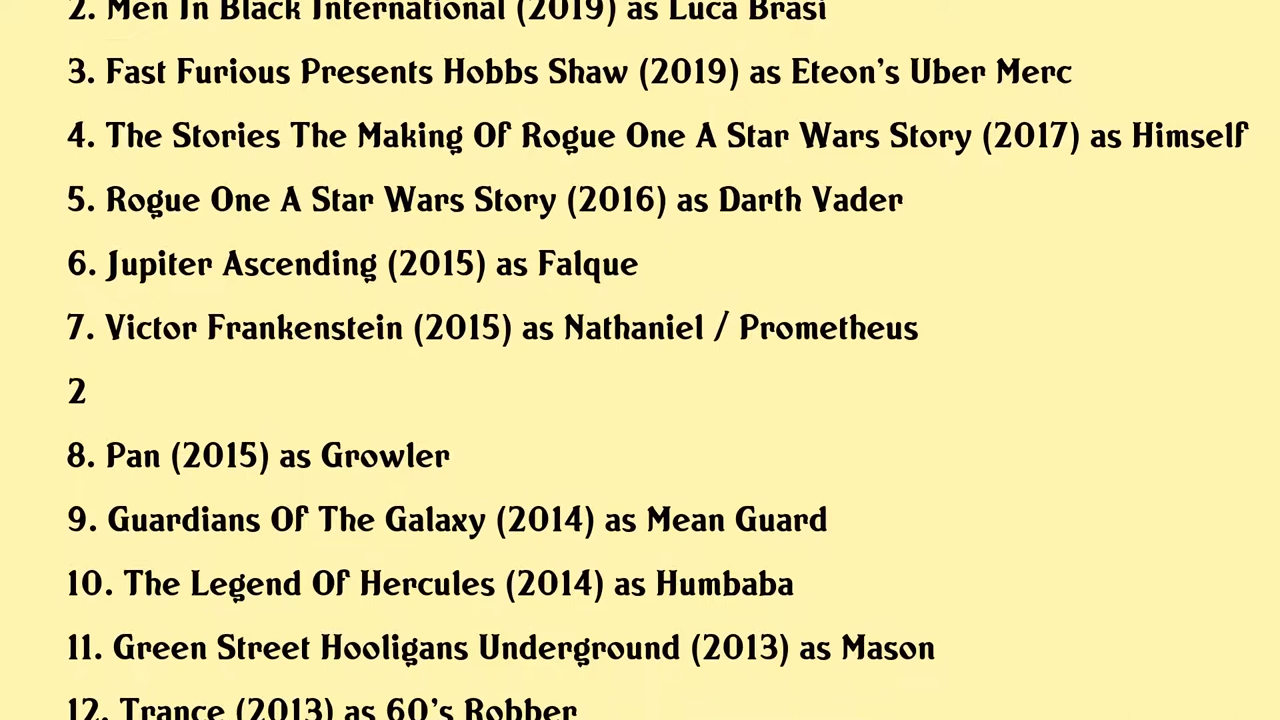 2. Men In Black International (2019) as Luca Brasi
3. Fast Furious Presents Hobbs Shaw (2019) as Eteon's Uber Merc
4. The Stories The Making Of Rogue One A Star Wars Story (2017) as Himself
5. Rogue One A Star Wars Story (2016) as Darth Vader
6. Jupiter Ascending (2015) as Falque
7. Victor Frankenstein (2015) as Nathaniel / Prometheus
2
8. Pan (2015) as Growler
9. Guardians Of The Galaxy (2014) as Mean Guard
10. The Legend Of Hercules (2014) as Humbaba
11. Green Street Hooligans Underground (2013) as Mason
12. Trance (2013) as 60's Robber